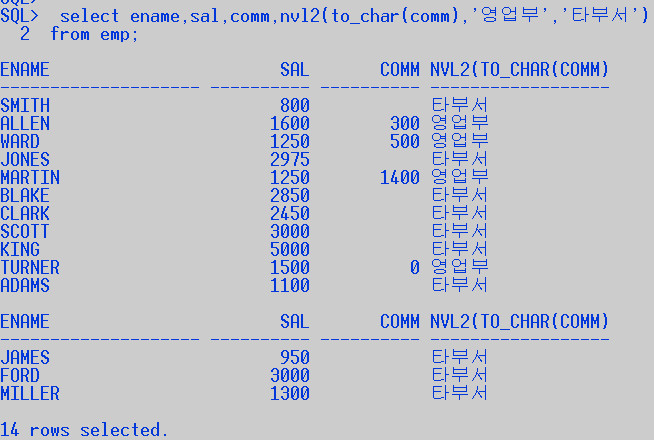 SQL>  select ename,sal,comm,nvl2(to_char(comm),'영업부','타부서')
  2  from emp;
ENAME                       SAL       COMM NVL2(TO_CHAR(COMM)
-------------------- ---------- ---------- ------------------
SMITH                       800            타부서
ALLEN                      1600        300 영업부
WARD                       1250        500 영업부
JONES                      2975            타부서
MARTIN                     1250       1400 영업부
BLAKE                      2850            타부서
CLARK                      2450            타부서
SCOTT                      3000            타부서
KING                       5000            타부서
TURNER                     1500          0 영업부
ADAMS                      1100            타부서
ENAME                       SAL       COMM NVL2(TO_CHAR(COMM)
-------------------- ---------- ---------- ------------------
JAMES                       950            타부서
FORD                       3000            타부서
MILLER                     1300            타부서
14 rows selected.